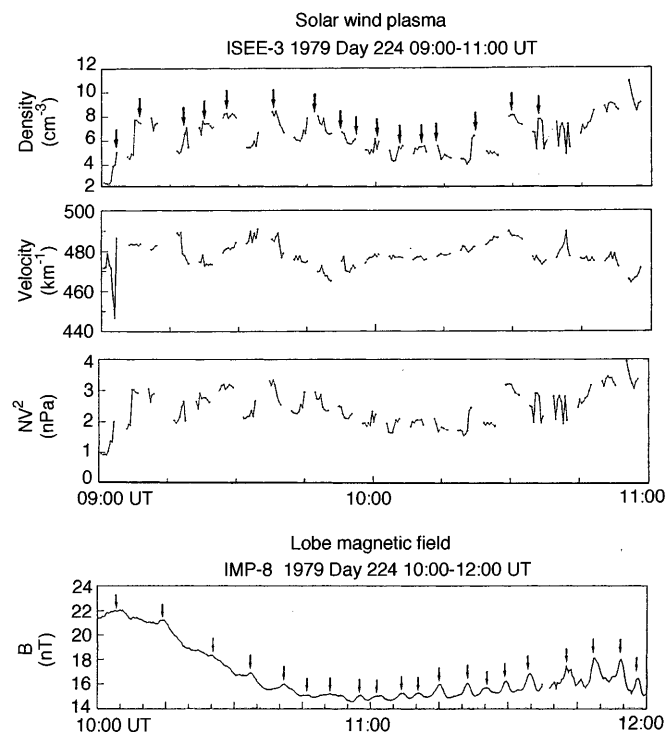 Solar wind plasma
ISEE-3 1979 Day 224 09:00-11:00 UT
Density
(cm-3)
12
10
8
6
4
2
Velocity
(km-1)
500
480
460
440
NV2
(nPa)
4
3
2
1
0
09:00 UT 10:00 11:00
Lobe magnetic field
IMP-8 1979 Day 224 10:00-12:00 UT
B
(nT)
24
22
20
18
16
14
10:00 UT 11:00 12:00